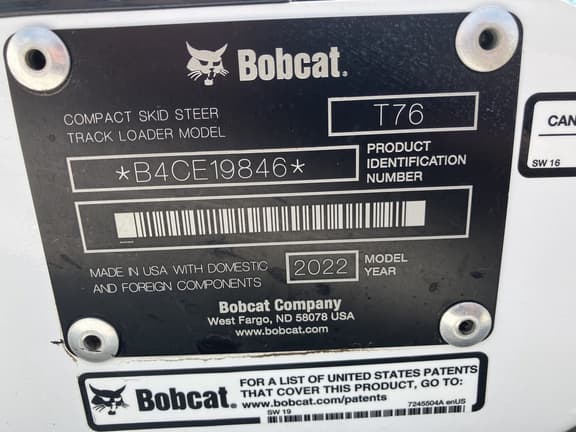 Bobcat.
COMPACT SKID STEER
TRACK LOADER MODEL
T76
*B4CE19846*
PRODUCT
IDENTIFICATION
NUMBER
MADE IN USA WITH DOMESTIC
AND FOREIGN COMPONENTS
2022
MODEL
YEAR
Bobcat Company
West Fargo, ND 58078 USA
www.bobcat.com
CAN
SW 16
Bobcat.
FOR A LIST OF UNITED STATES PATENTS
THAT COVER THIS PRODUCT, GO TO:
www.bobcat.com/patents
SW 19
7245504A enUS